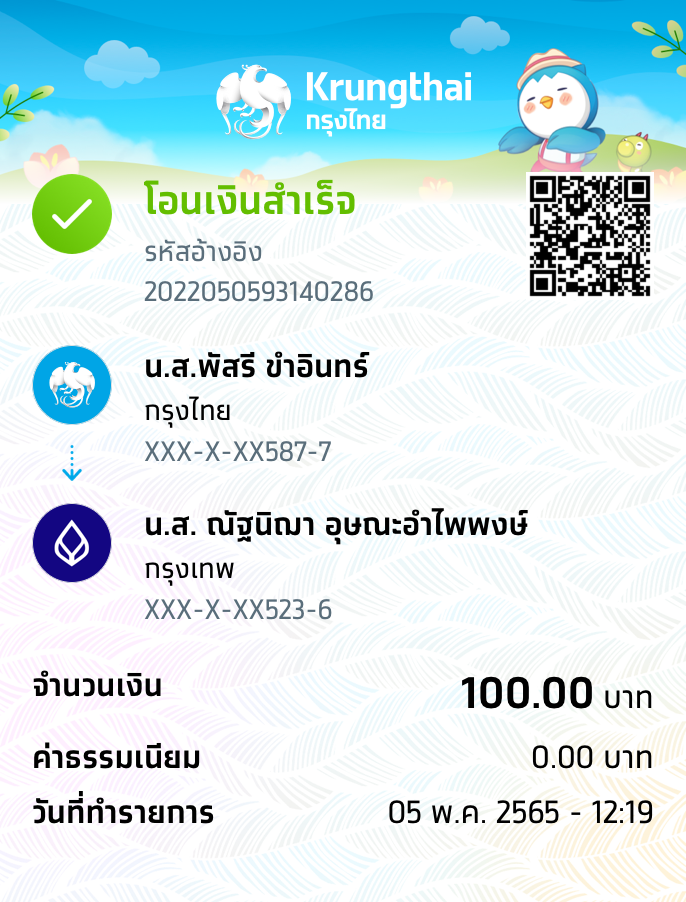 Krungthai
กรุงไทย
โอนเงินสำเร็จ
รหัสอ้างอิง
2022050593140286
น.ส.พัสรี ขำอินทร์
กรุงไทย
XXX-X-XX587-7
น.ส. ณัฐนิฌา อุษณะอำไพพงษ์
กรุงเทพ
XXX-X-XX523-6
จำนวนเงิน 100.00 บาท
ค่าธรรมเนียม 0.00 บาท
วันที่ทำรายการ 05 พ.ค. 2565 - 12:19